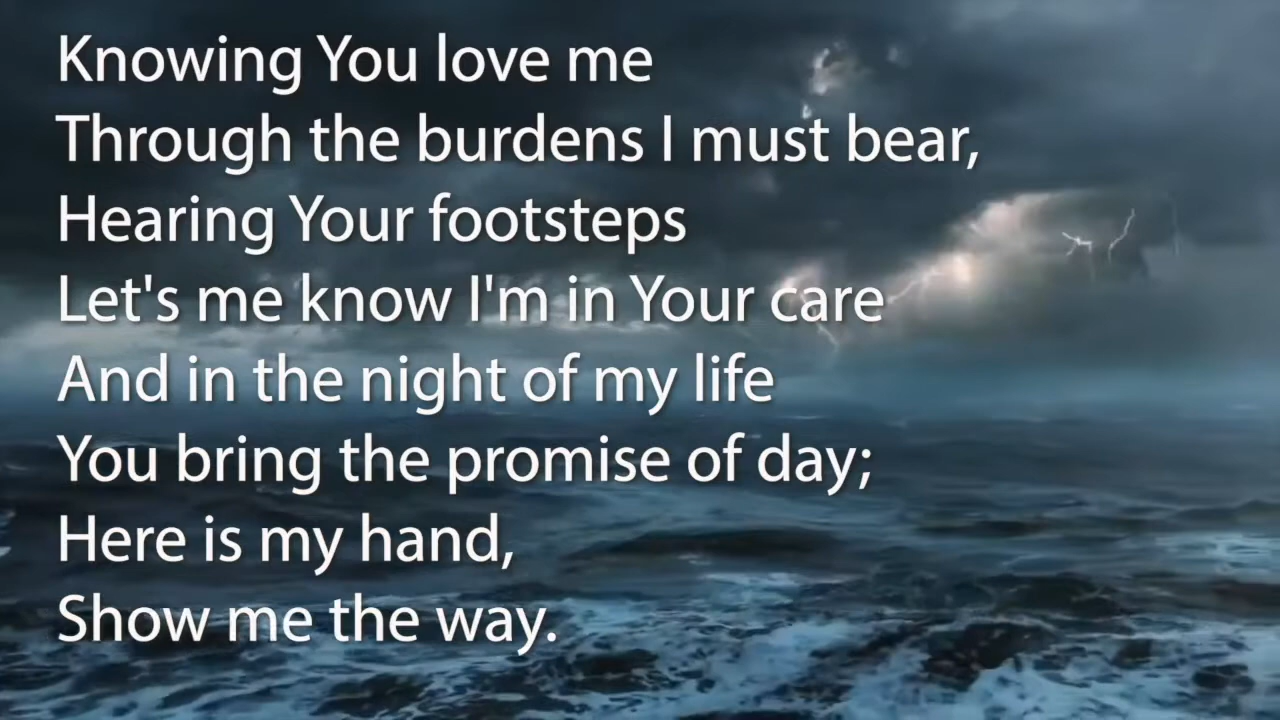 Knowing You love me
Through the burdens I must bear,
Hearing Your footsteps
Let's me know I'm in Your care
And in the night of my life
You bring the promise of day;
Here is my hand,
Show me the way.